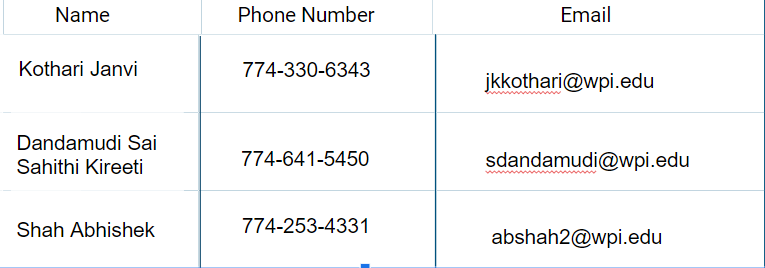 Name Phone Number Email
Kothari Janvi 774-330-6343 jkkothari@wpi.edu
Dandamudi Sai
Sahithi Kireeti 774-641-5450 sdandamudi@wpi.edu
Shah Abhishek 774-253-4331 abshah2@wpi.edu